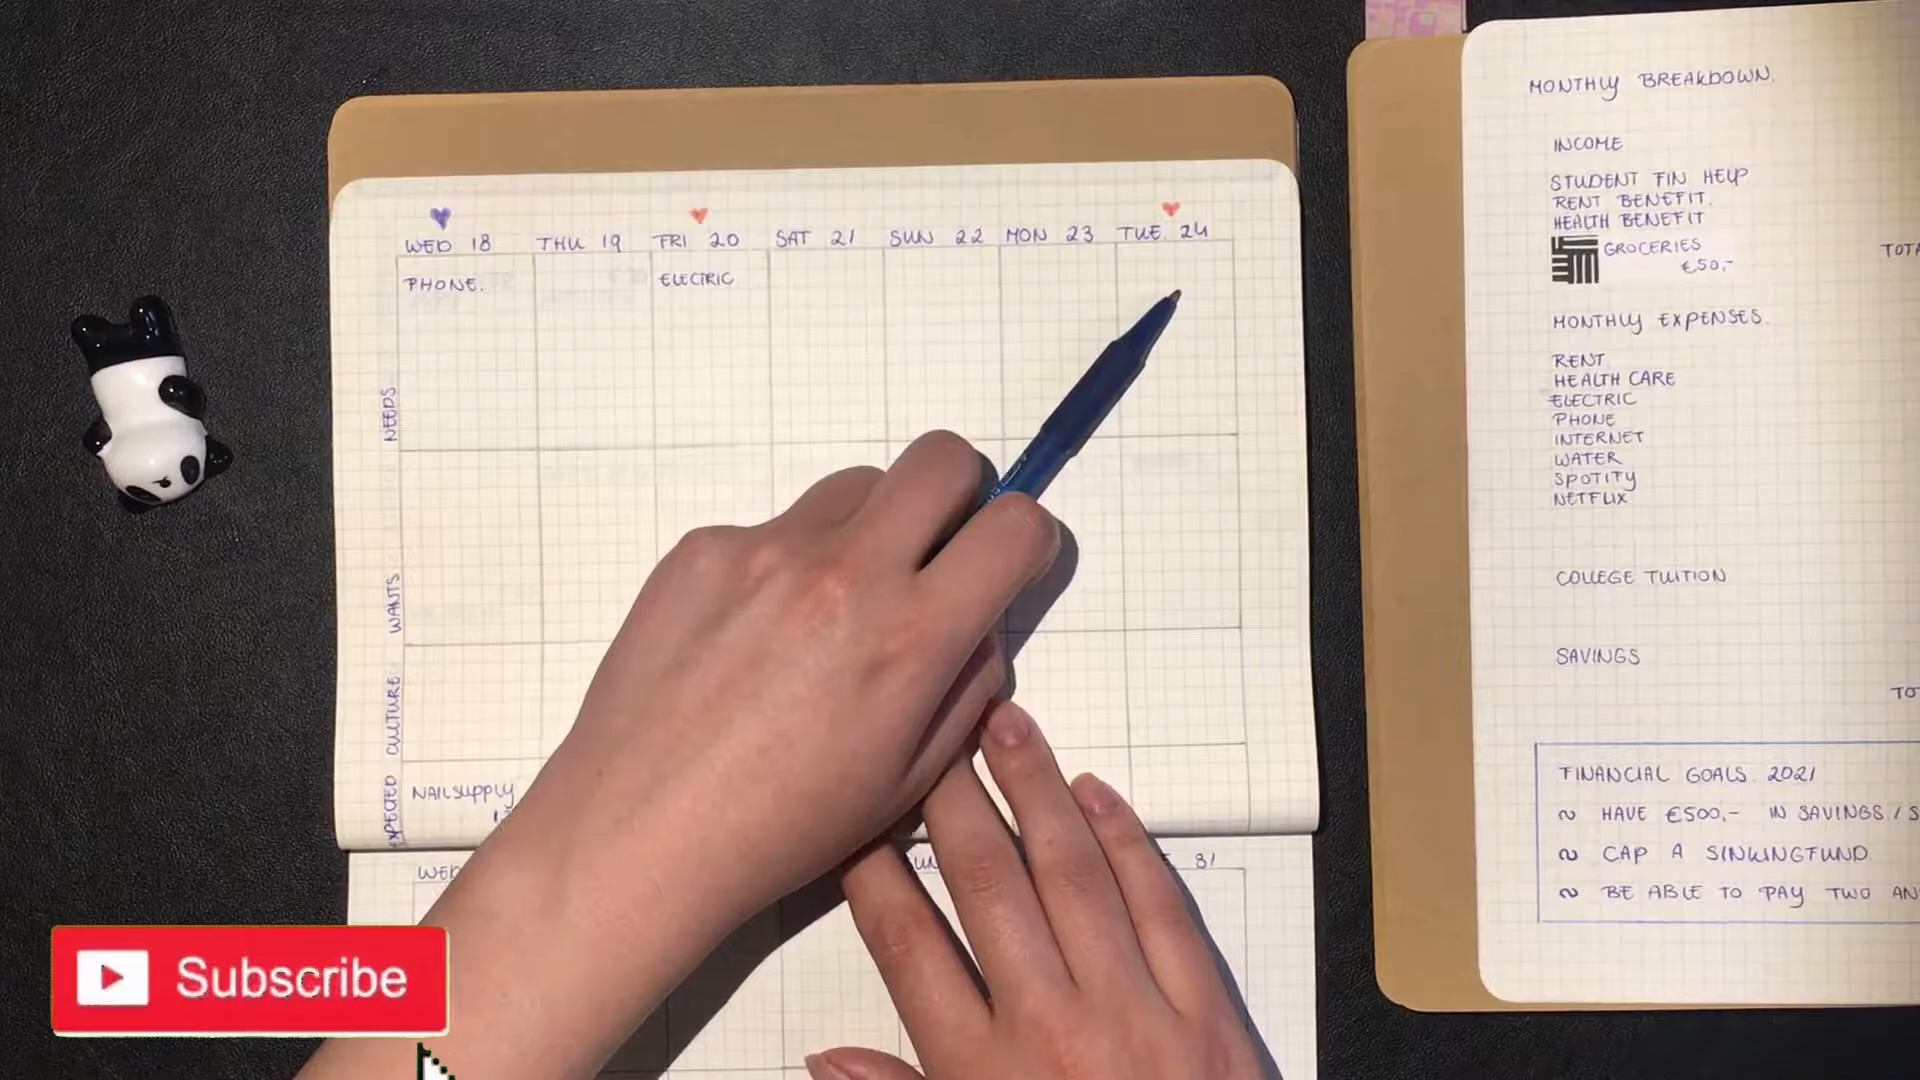 WED 18 THU 19 FRI 20 SAT 21 SUN 22 MON 23 TUE. 24
PHONE. ELECTRIC
NEEDS
WANTS
CULTURE
EXPECTED
NAILSUPPLY
WED
31
MONTHLY BREAKDOWN.
INCOME
STUDENT FIN HELP
RENT BENEFIT.
HEALTH BENEFIT
GROCERIES
€50,-
MONTHLY EXPENSES.
RENT
HEALTH CARE
ELECTRIC
PHONE
INTERNET
WATER
SPOTIFY
NETFLIX
COLLEGE TUITION
SAVINGS
FINANCIAL GOALS. 2021
~ HAVE €500,- IN SAVINGS. /
~ CAP A SINKINGFUND.
~ BE ABLE TO PAY TWO
Subscribe